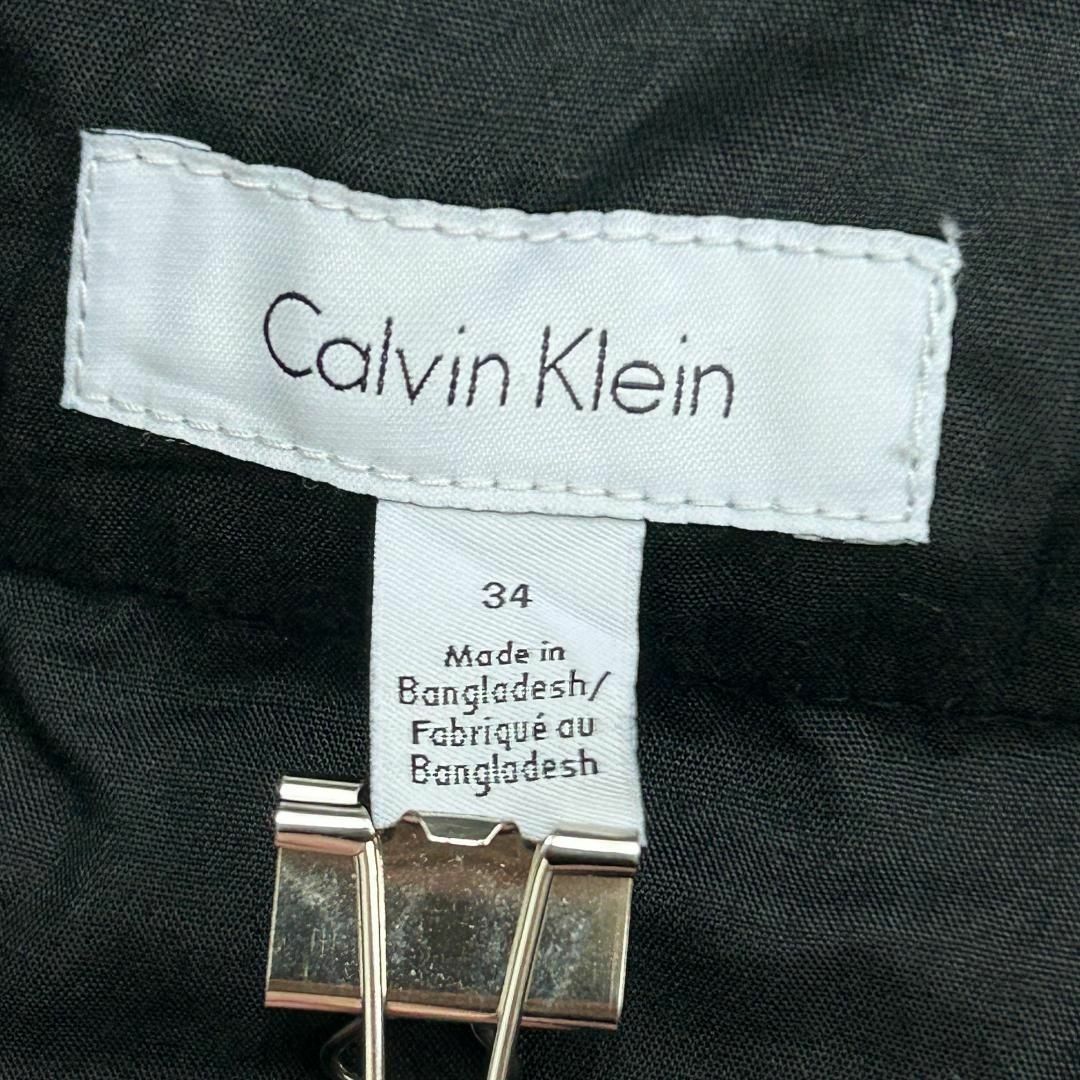 Calvin Klein
34
Made in
Bangladesh/
Fabriqué au
Bangladesh